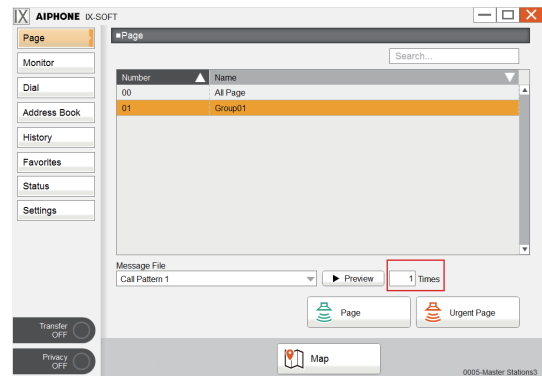 IX AIPHONE IX-SOFT
Page
Monitor
Dial
Address Book
History
Favorites
Status
Settings
Transfer
OFF
Privacy
OFF
■Page
Search...
Number Name
00 All Page
01 Group01
Message File
Call Pattern 1 Preview 1 Times
Page Urgent Page
Map
0005-Master Stations3